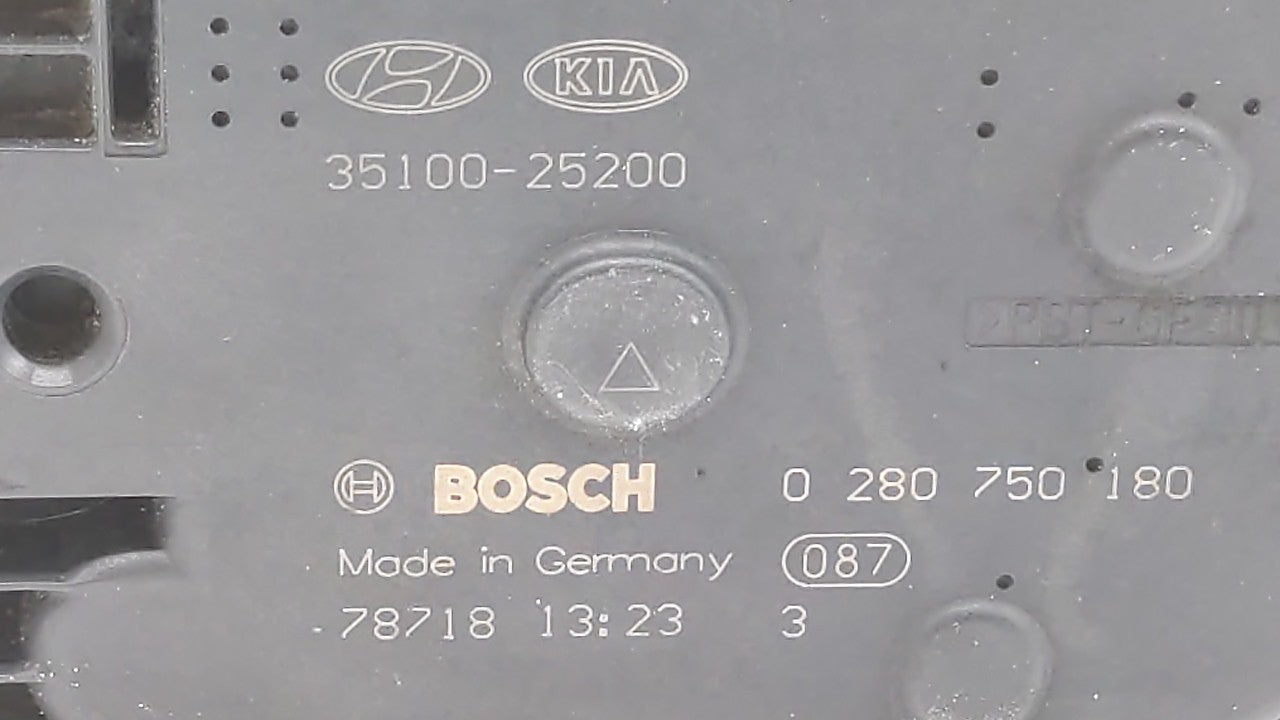 KIA
35100-25200
BOSCH 0 280 750 180
Made in Germany 087
78718 13:23 3